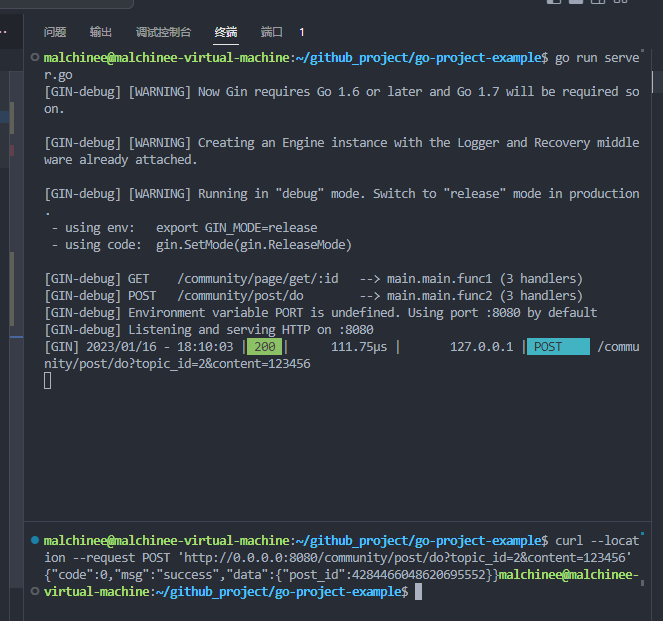 问题 输出 调试控制台 终端 端口 1
malchinee@malchinee-virtual-machine:~/github_project/go-project-example$ go run serve
r.go
[GIN-debug] [WARNING] Now Gin requires Go 1.6 or later and Go 1.7 will be required so
on.
[GIN-debug] [WARNING] Creating an Engine instance with the Logger and Recovery middle
ware already attached.
[GIN-debug] [WARNING] Running in "debug" mode. Switch to "release" mode in production
.
- using env: export GIN_MODE=release
- using code: gin.SetMode(gin.ReleaseMode)
[GIN-debug] GET /community/page/get/:id --> main.main.func1 (3 handlers)
[GIN-debug] POST /community/post/do --> main.main.func2 (3 handlers)
[GIN-debug] Environment variable PORT is undefined. Using port :8080 by default
[GIN-debug] Listening and serving HTTP on :8080
[GIN] 2023/01/16 - 18:10:03 | 200 | 111.75µs | 127.0.0.1 | POST /commu
nity/post/do?topic_id=2&content=123456
malchinee@malchinee-virtual-machine:~/github_project/go-project-example$ curl --locat
ion --request POST 'http://0.0.0.0:8080/community/post/do?topic_id=2&content=123456'
{"code":0,"msg":"success","data":{"post_id":4284466048620695552}}malchinee@malchinee-
virtual-machine:~/github_project/go-project-example$